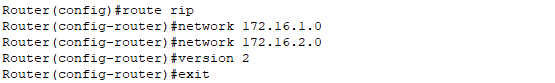 Router(config)#route rip
Router(config-router)#network 172.16.1.0
Router(config-router)#network 172.16.2.0
Router(config-router)#version 2
Router(config-router)#exit